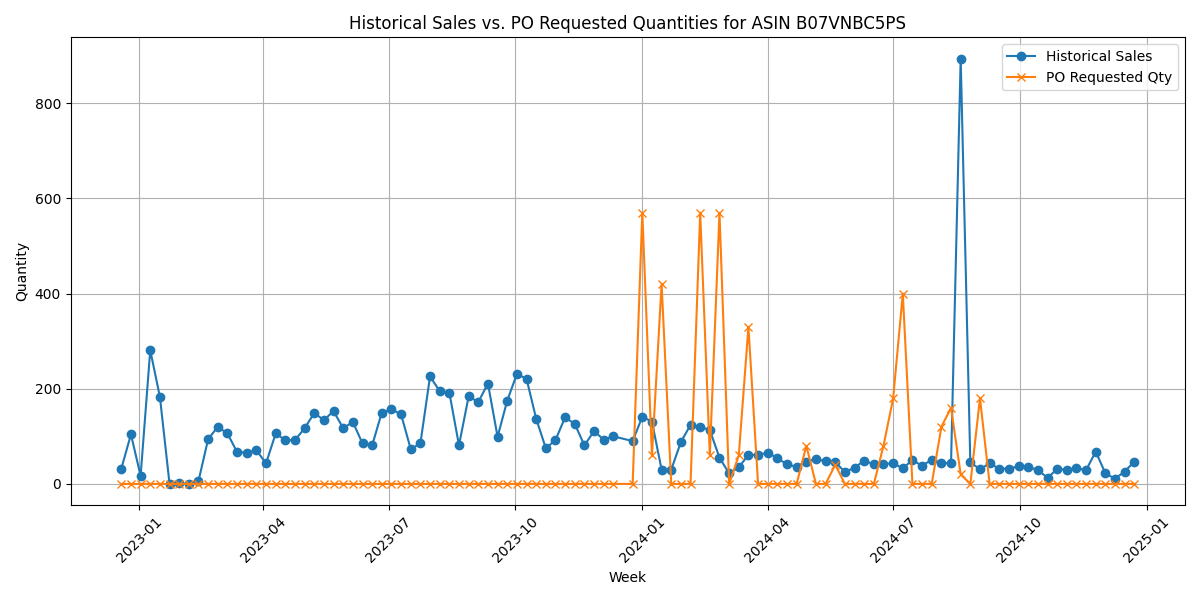 Historical Sales vs. PO Requested Quantities for ASIN B07VNBC5PS
Historical Sales
PO Requested Qty
Quantity
800
600
400
200
0
2023-01
2023-04
2023-07
2023-10
2024-01
2024-04
2024-07
2024-10
2025-01
Week